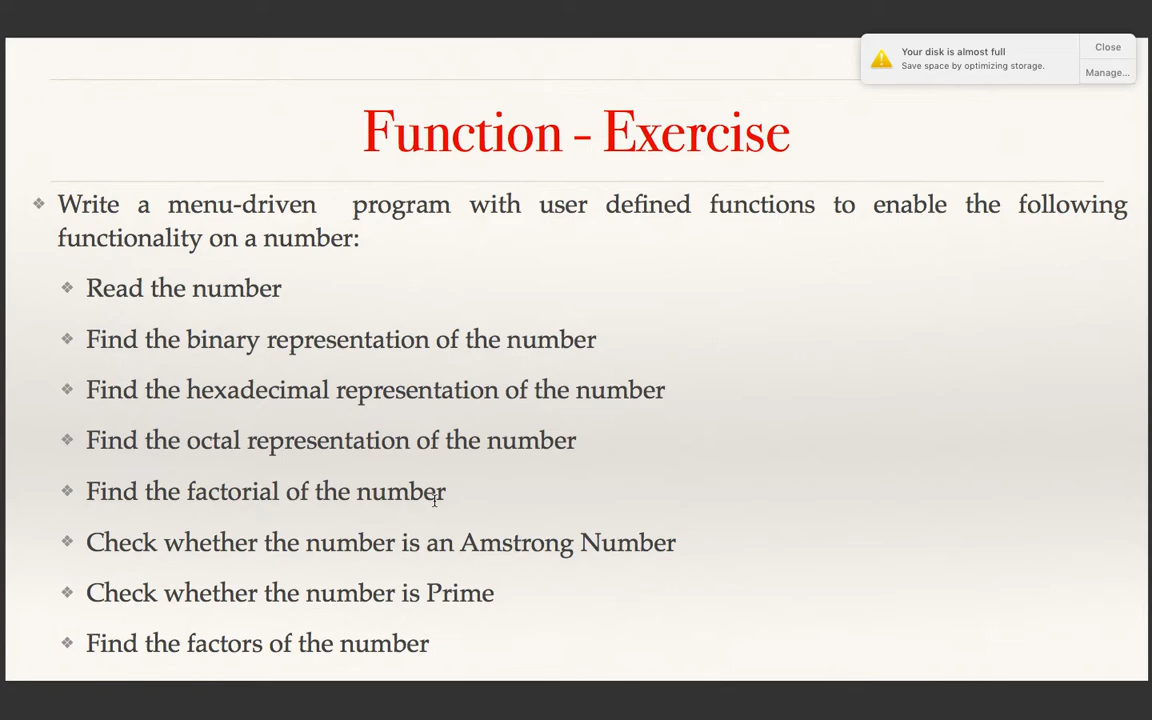 Your disk is almost full
Close
Save space by optimizing storage.
Manage...
Function - Exercise
Write a menu-driven program with user defined functions to enable the following
functionality on a number:
Read the number
Find the binary representation of the number
Find the hexadecimal representation of the number
Find the octal representation of the number
Find the factorial of the number
Check whether the number is an Amstrong Number
Check whether the number is Prime
Find the factors of the number